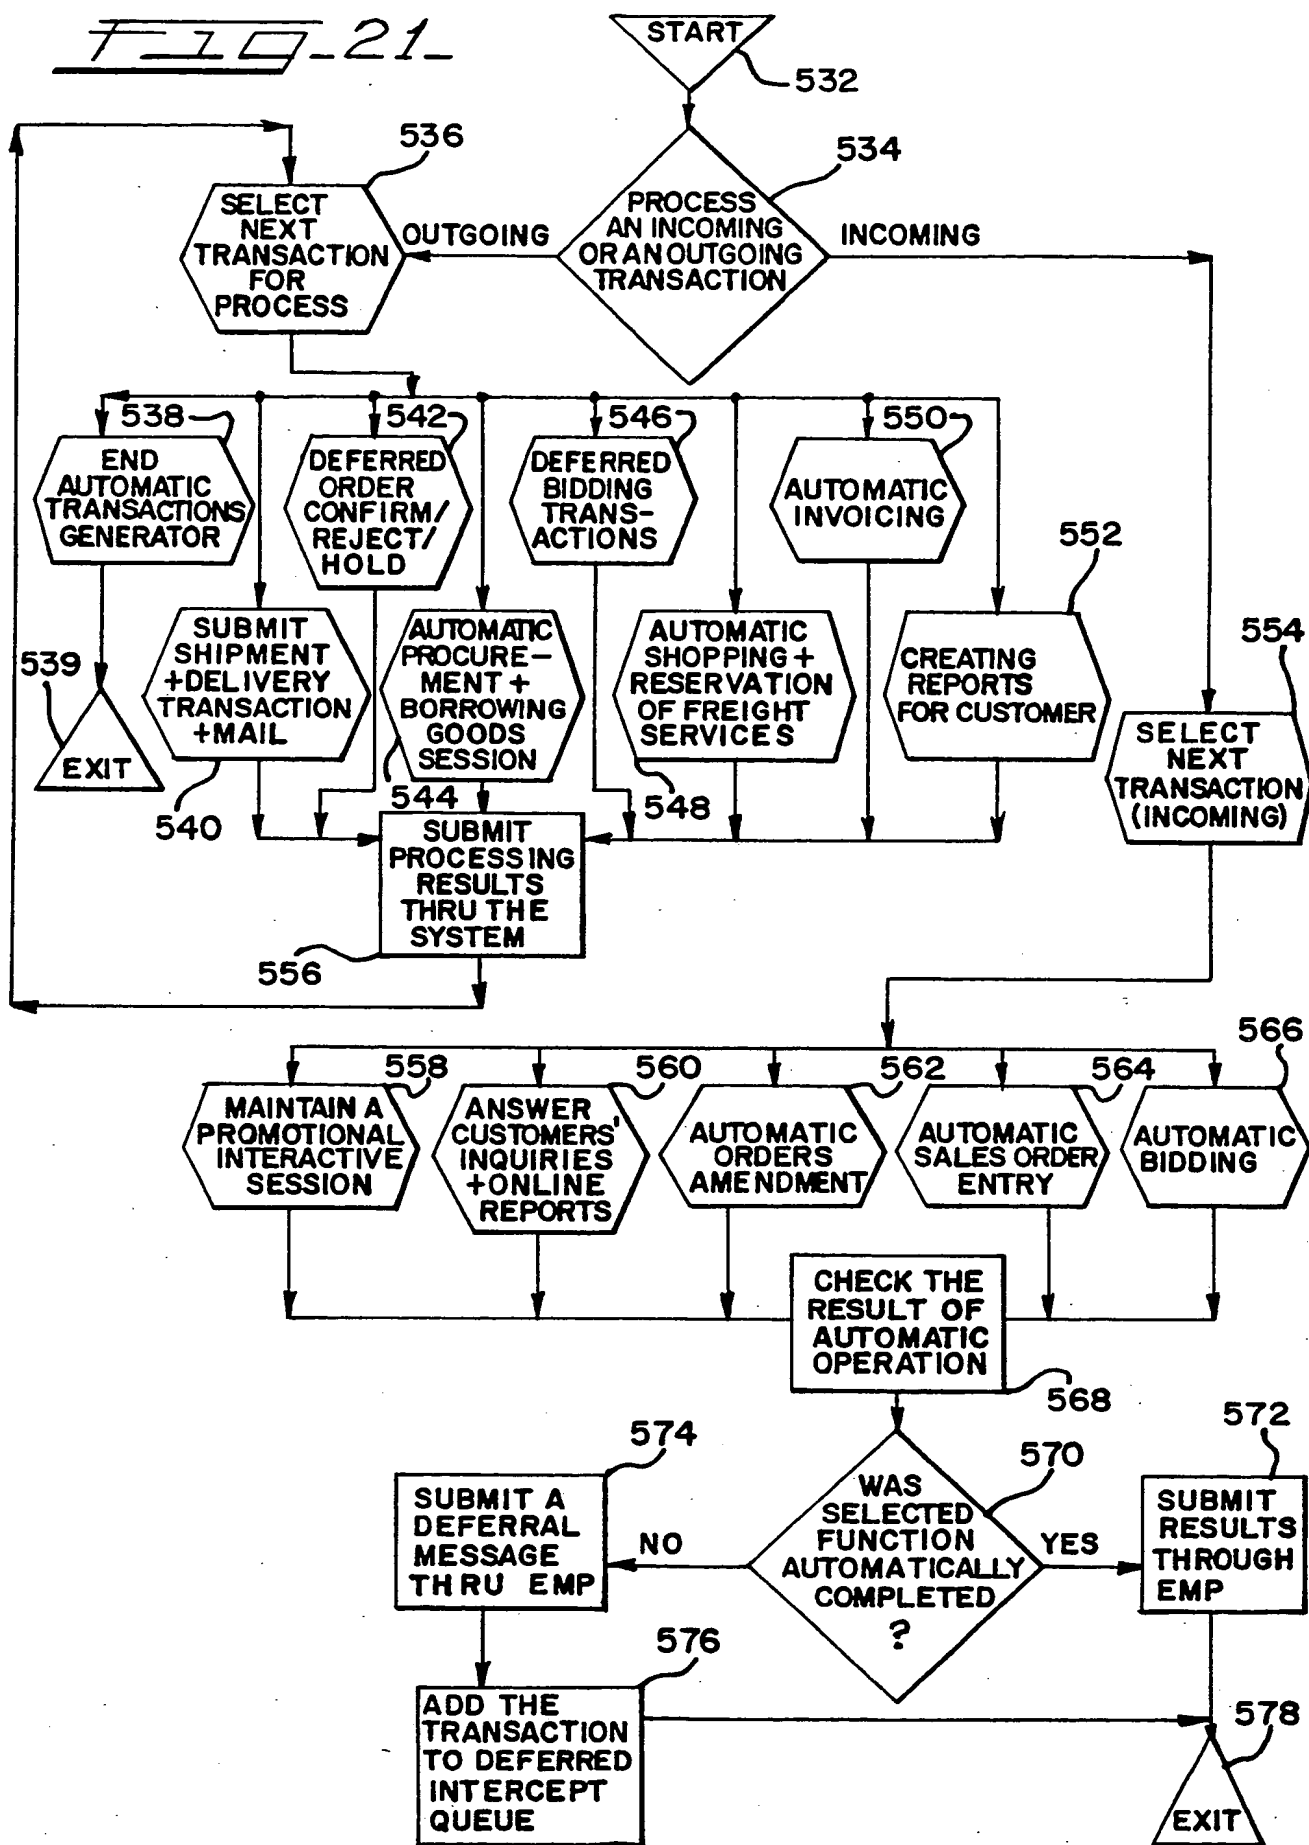 FIG-21-
START
532
534
PROCESS
AN INCOMING
OR AN OUTGOING
TRANSACTION
OUTGOING
INCOMING
536
SELECT
NEXT
TRANSACTION
FOR
PROCESS
538
END
AUTOMATIC
TRANSACTIONS
GENERATOR
542
DEFERRED
ORDER
CONFIRM/
REJECT/
HOLD
546
DEFERRED
BIDDING
TRANS-
ACTIONS
550
AUTOMATIC
INVOICING
552
539
EXIT
SUBMIT
SHIPMENT
+DELIVERY
TRANSACTION
+MAIL
540
AUTOMATIC
PROCURE-
MENT +
BORROWING
GOODS
SESSION
544
AUTOMATIC
SHOPPING +
RESERVATION
OF FREIGHT
SERVICES
548
CREATING
REPORTS
FOR CUSTOMER
554
SELECT
NEXT
TRANSACTION
(INCOMING)
SUBMIT
PROCESSING
RESULTS
THRU THE
SYSTEM
556
558
MAINTAIN A
PROMOTIONAL
INTERACTIVE
SESSION
560
ANSWER
CUSTOMERS'
INQUIRIES
+ONLINE
REPORTS
562
AUTOMATIC
ORDERS
AMENDMENT
564
AUTOMATIC
SALES ORDER
ENTRY
566
AUTOMATIC
BIDDING
CHECK THE
RESULT OF
AUTOMATIC
OPERATION
568
570
WAS
SELECTED
FUNCTION
AUTOMATICALLY
COMPLETED
?
NO
YES
574
SUBMIT A
DEFERRAL
MESSAGE
THRU EMP
572
SUBMIT
RESULTS
THROUGH
EMP
576
ADD THE
TRANSACTION
TO DEFERRED
INTERCEPT
QUEUE
578
EXIT